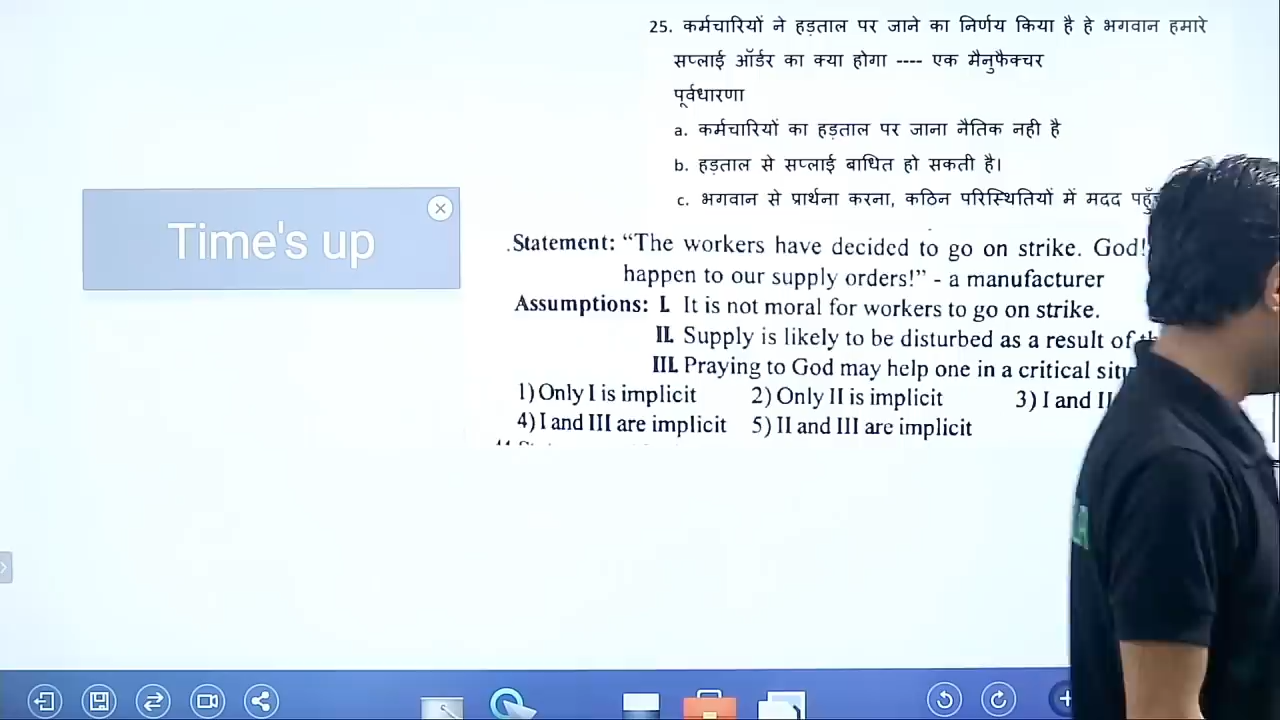 25. कर्मचारियों ने हड़ताल पर जाने का निर्णय किया है हे भगवान हमारे
सप्लाई ऑर्डर का क्या होगा ---- एक मैनुफैक्चर
पूर्वधारणा
a. कर्मचारियों का हड़ताल पर जाना नैतिक नही है
b. हड़ताल से सप्लाई बाधित हो सकती है।
c. भगवान से प्रार्थना करना, कठिन परिस्थितियों में मदद
Time's up
.Statement: “The workers have decided to go on strike. God!
happen to our supply orders!” - a manufacturer
Assumptions: I. It is not moral for workers to go on strike.
II. Supply is likely to be disturbed as a result of
III. Praying to God may help one in a critical
1) Only I is implicit 2) Only II is implicit 3) I and
4) I and III are implicit 5) II and III are implicit